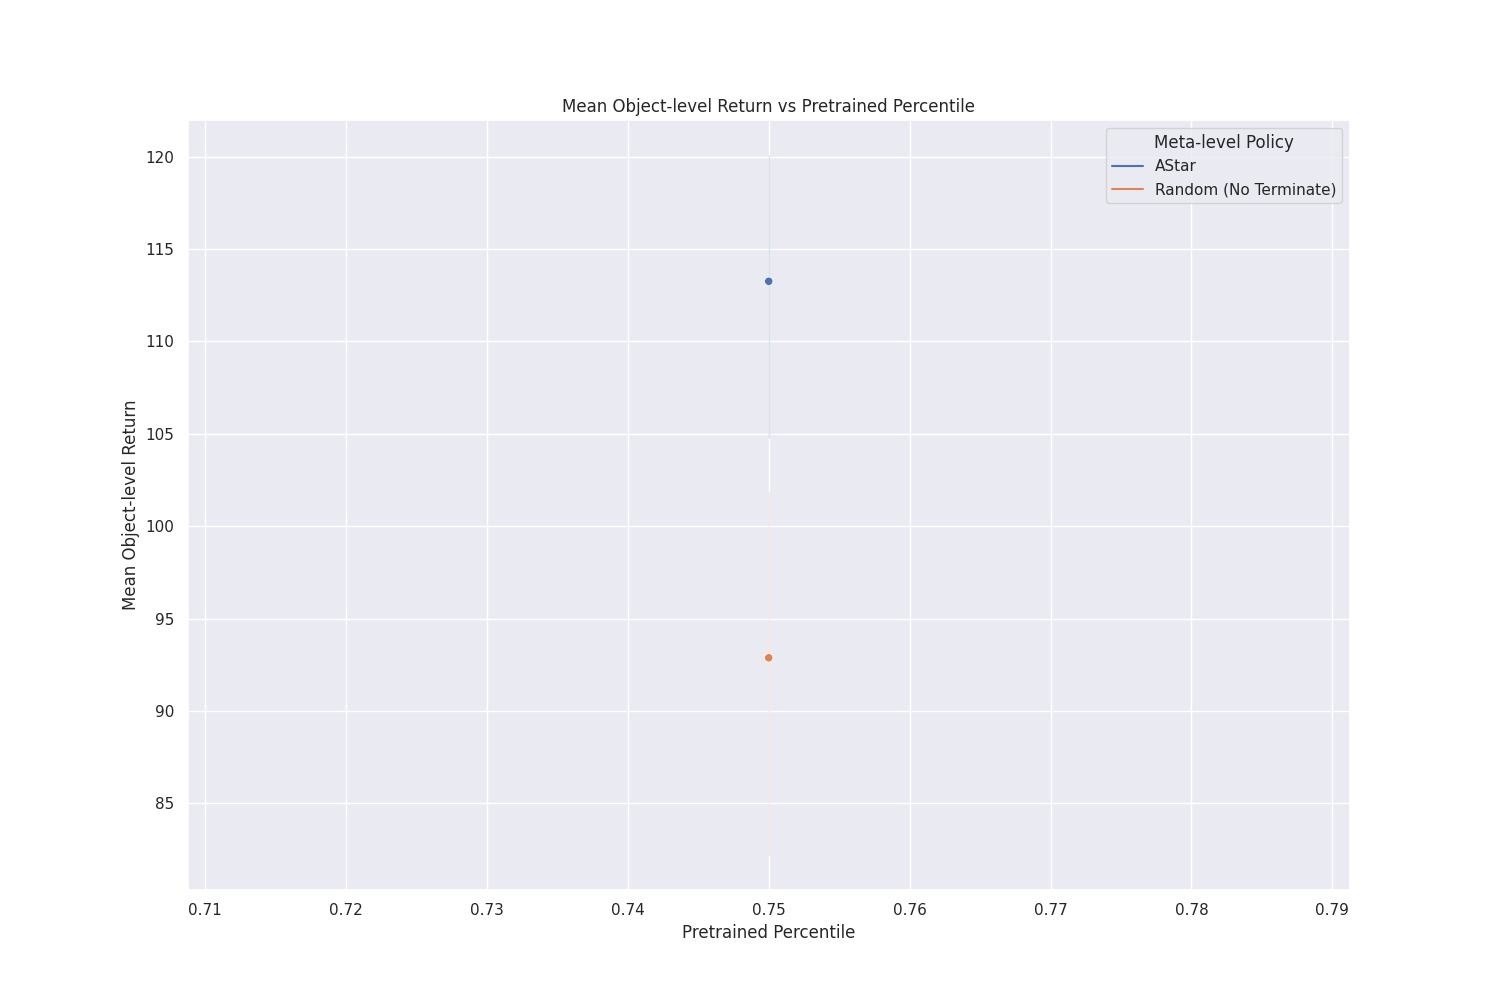 Mean Object-level Return vs Pretrained Percentile
Meta-level Policy
AStar
Random (No Terminate)
120
115
110
105
100
95
90
85
Mean Object-level Return
0.71 0.72 0.73 0.74 0.75 0.76 0.77 0.78 0.79
Pretrained Percentile